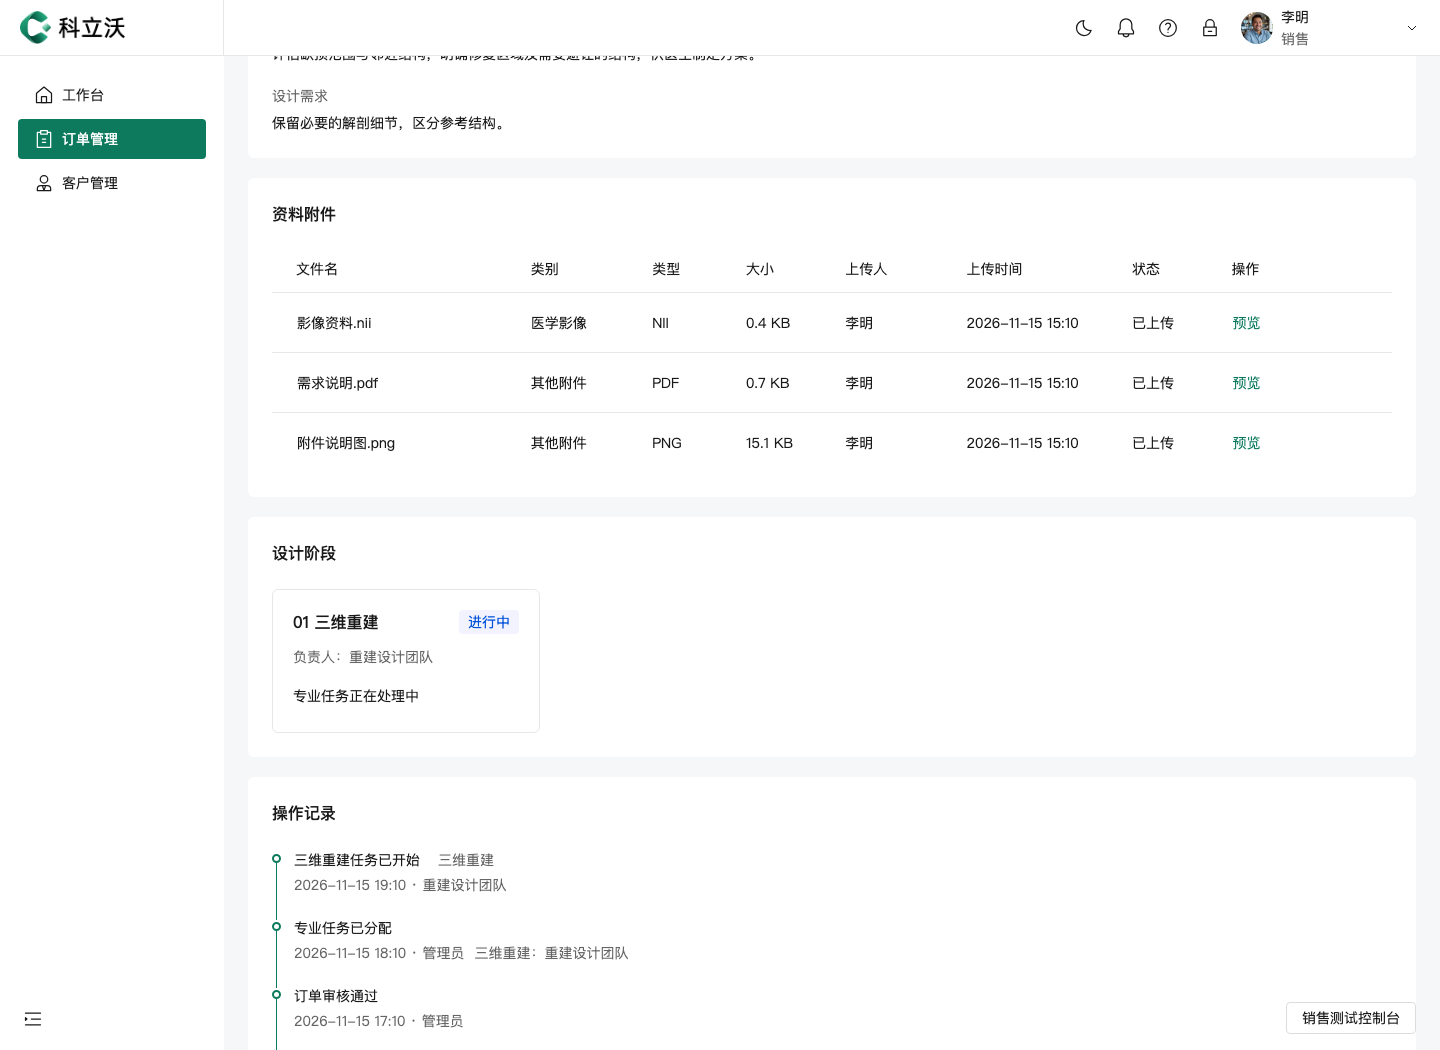 科立沃
李明
销售
工作台
订单管理
客户管理
设计需求
保留必要的解剖细节，区分参考结构。
资料附件
文件名 类别 类型 大小 上传人 上传时间 状态 操作
影像资料.nii 医学影像 NII 0.4 KB 李明 2026-11-15 15:10 已上传 预览
需求说明.pdf 其他附件 PDF 0.7 KB 李明 2026-11-15 15:10 已上传 预览
附件说明图.png 其他附件 PNG 15.1 KB 李明 2026-11-15 15:10 已上传 预览
设计阶段
01 三维重建 进行中
负责人：重建设计团队
专业任务正在处理中
操作记录
三维重建任务已开始 三维重建
2026-11-15 19:10 · 重建设计团队
专业任务已分配
2026-11-15 18:10 · 管理员 三维重建：重建设计团队
订单审核通过
2026-11-15 17:10 · 管理员
销售测试控制台